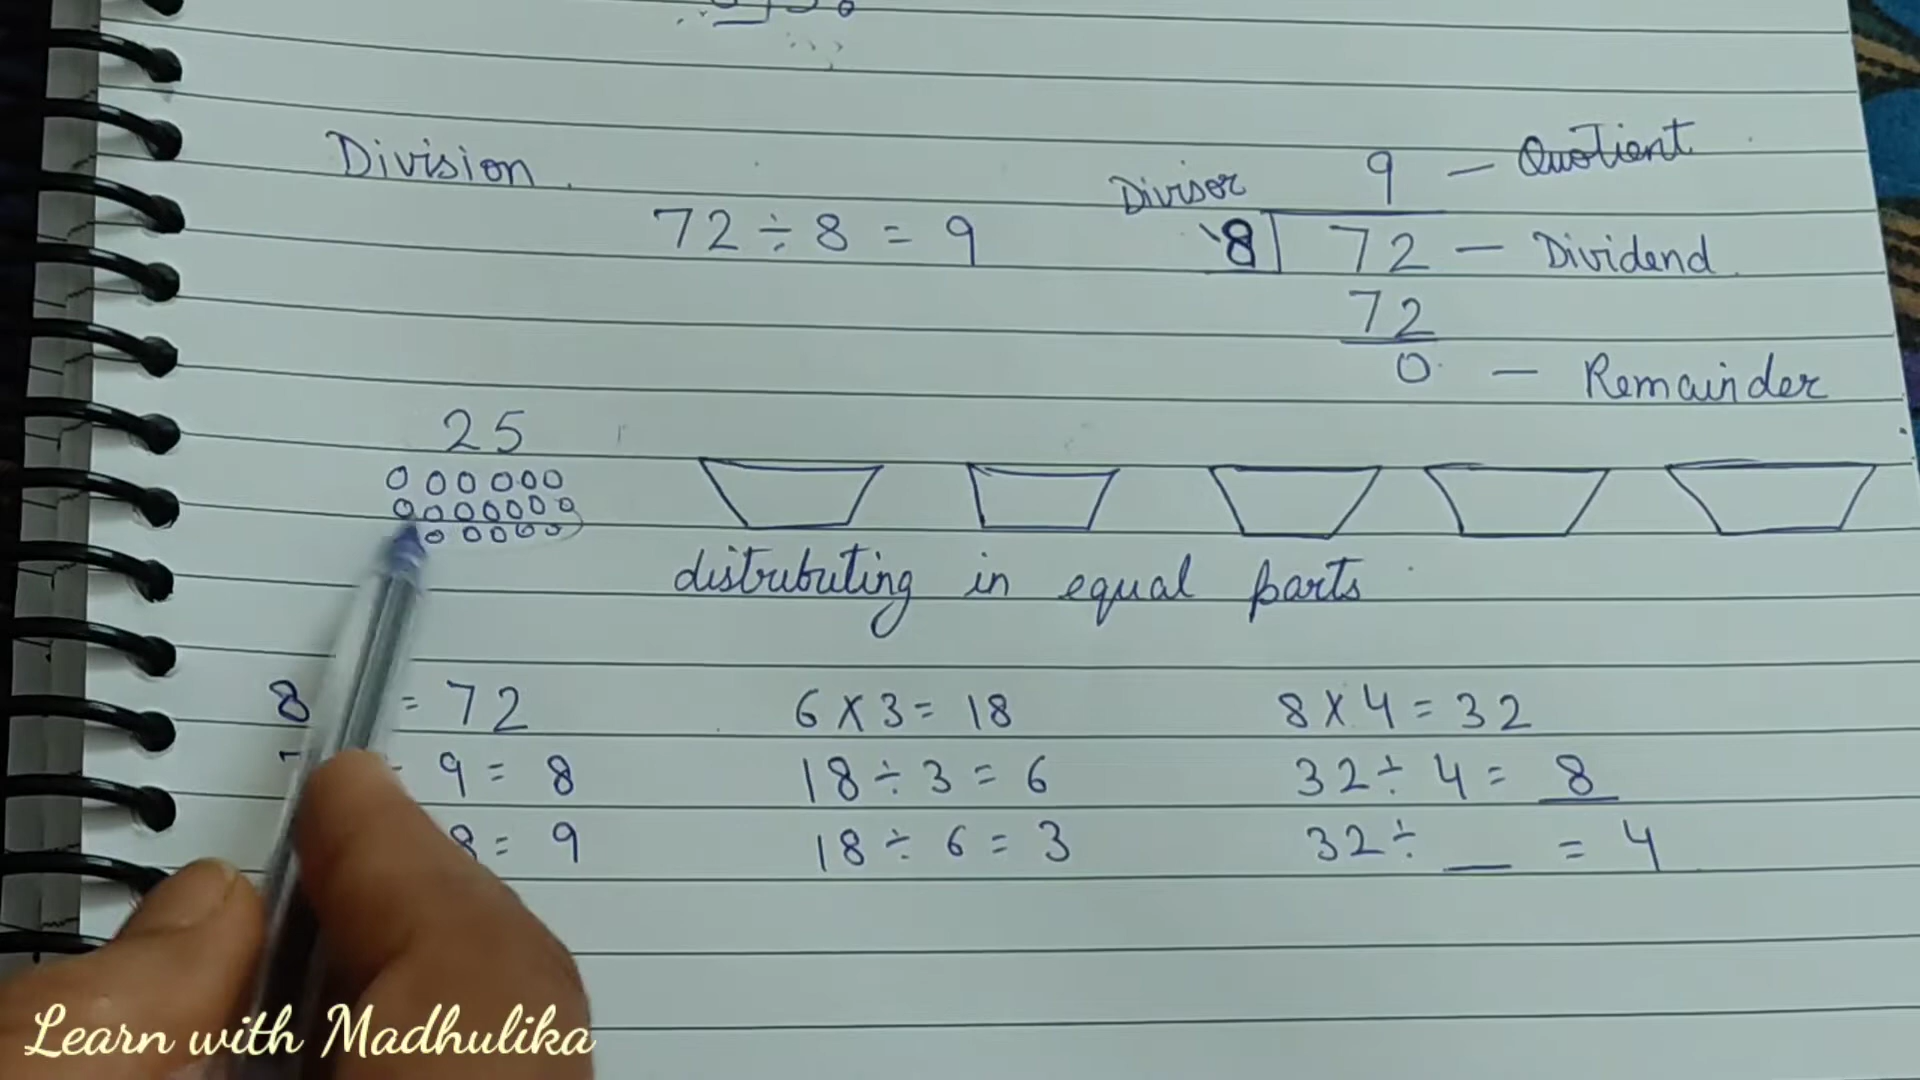 Division.
72 ÷ 8 = 9
Divisor
9 — Quotient
8 72 — Dividend
72
0 — Remainder
25
distributing in equal parts
8 = 72
9 = 8
8 = 9
6 X 3 = 18
18 ÷ 3 = 6
18 ÷ 6 = 3
8 X 4 = 32
32 ÷ 4 = 8
32 ÷ __ = 4
Learn with Madhulika